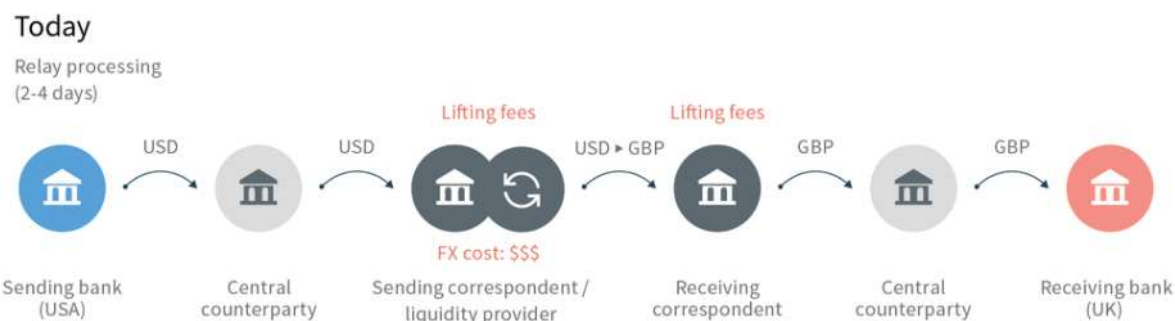 Today
Relay processing
(2-4 days)
Lifting fees
Lifting fees
USD
USD
USD ▸ GBP
GBP
GBP
FX cost: $$$
Sending bank
(USA)
Central
counterparty
Sending correspondent /
liquidity provider
Receiving
correspondent
Central
counterparty
Receiving bank
(UK)